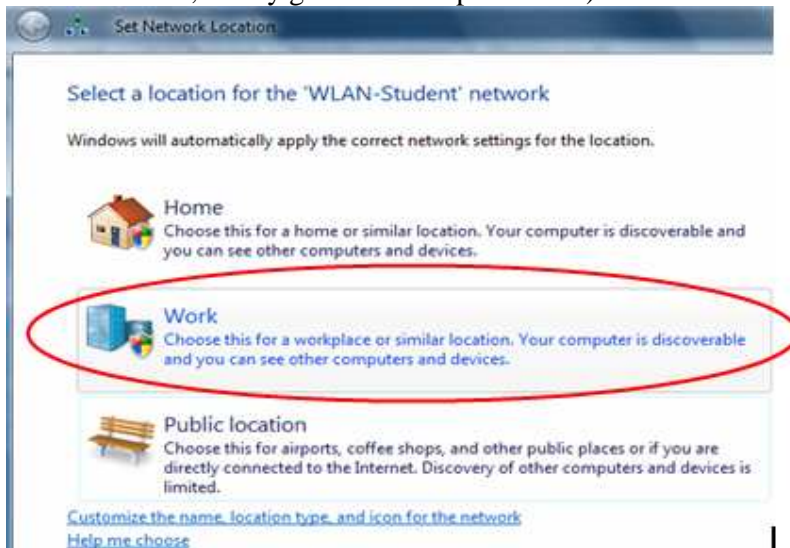 Set Network Location
Select a location for the 'WLAN-Student' network
Windows will automatically apply the correct network settings for the location.
Home
Choose this for a home or similar location. Your computer is discoverable and
you can see other computers and devices.
Work
Choose this for a workplace or similar location. Your computer is discoverable
and you can see other computers and devices.
Public location
Choose this for airports, coffee shops, and other public places or if you are
directly connected to the Internet. Discovery of other computers and devices is
limited.
Customize the name, location type, and icon for the network
Help me choose